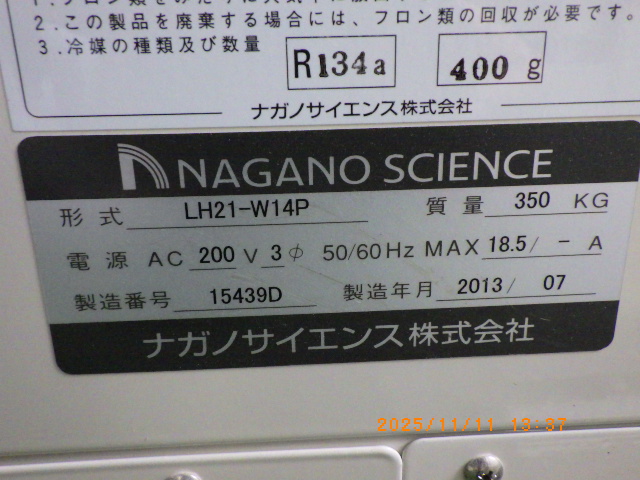 2.この製品を廃棄する場合には、フロン類の回収が必要です。
3.冷媒の種類及び数量 R134a 400 g
ナガノサイエンス株式会社
NAGANO SCIENCE
形式 LH21-W14P 質量 350 KG
電源 AC 200 V 3φ 50/60Hz MAX 18.5/ - A
製造番号 15439D 製造年月 2013/ 07
ナガノサイエンス株式会社
2025/11/11 13:37